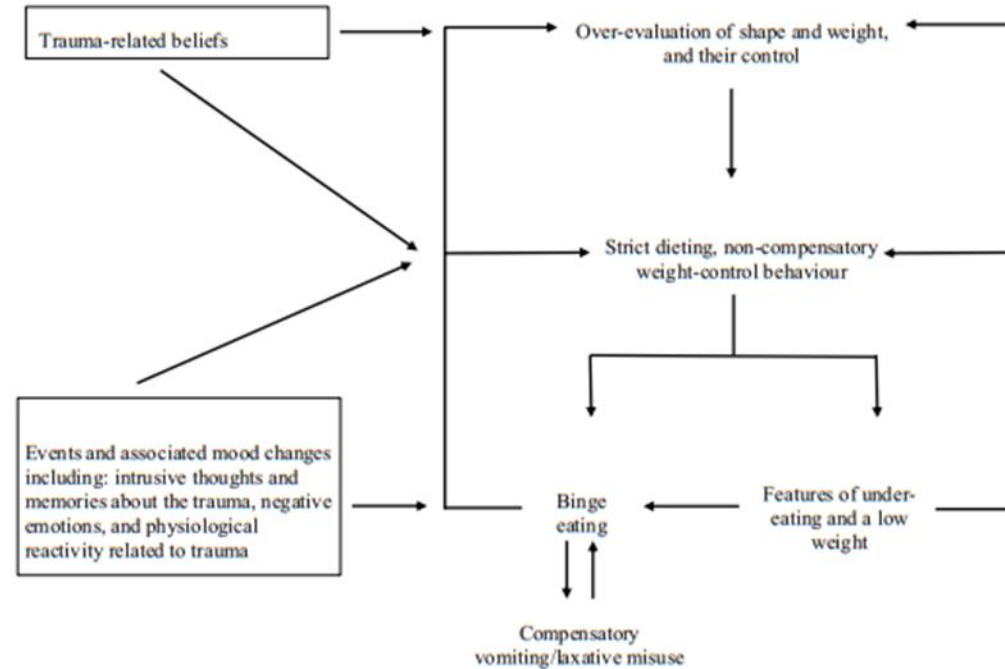 Trauma-related beliefs
Over-evaluation of shape and weight,
and their control
Strict dieting, non-compensatory
weight-control behaviour
Events and associated mood changes
including: intrusive thoughts and
memories about the trauma, negative
emotions, and physiological
reactivity related to trauma
Binge
eating
Features of under-
eating and a low
weight
Compensatory
vomiting/laxative misuse